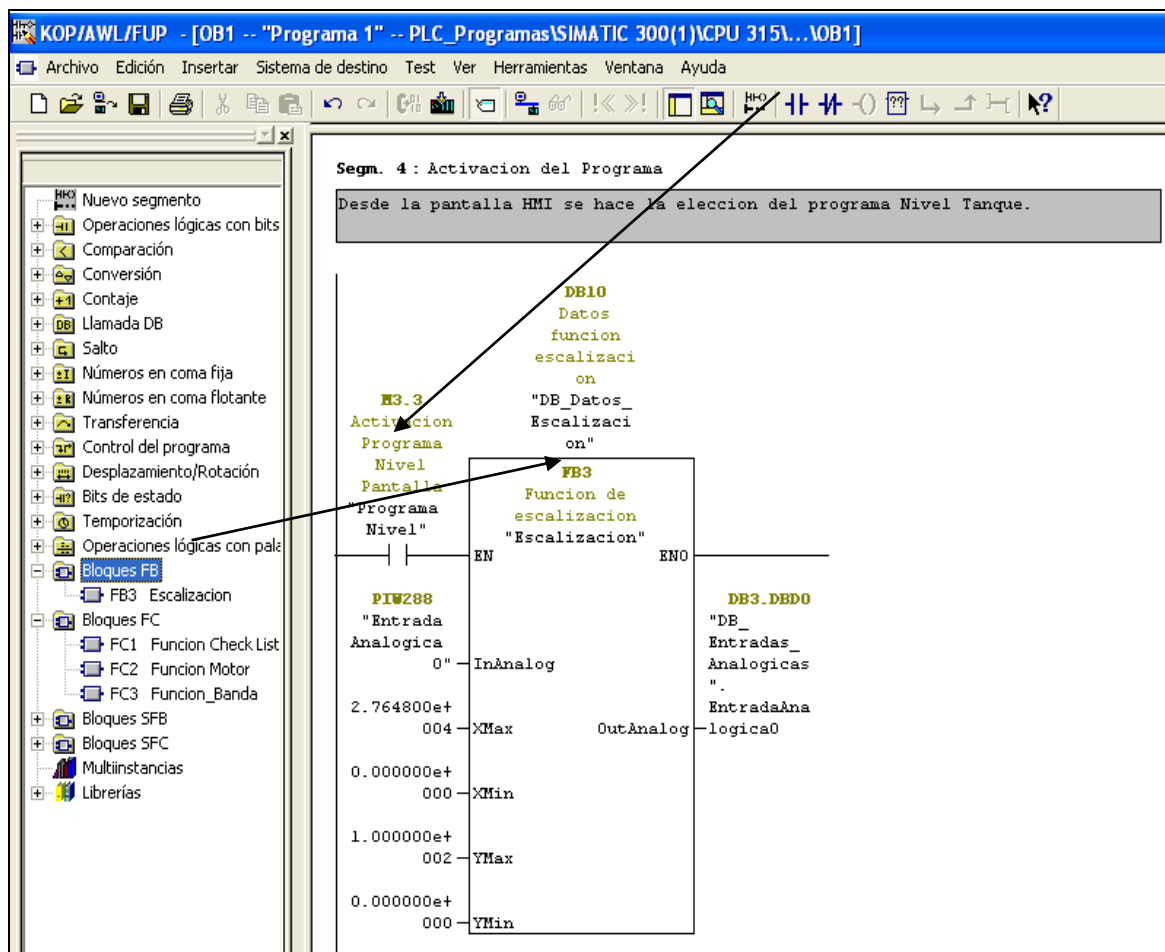 KOP/AWL/FUP - [OB1 -- "Programa 1" -- PLC_Programas\SIMATIC 300(1)\CPU 315\...\OB1]
Archivo Edición Insertar Sistema de destino Test Ver Herramientas Ventana Ayuda
Nuevo segmento
Operaciones lógicas con bits
Comparación
Conversión
Contaje
Llamada DB
Salto
Números en coma fija
Números en coma flotante
Transferencia
Control del programa
Desplazamiento/Rotación
Bits de estado
Temporización
Operaciones lógicas con pala
Bloques FB
FB3 Escalizacion
Bloques FC
FC1 Funcion Check List
FC2 Funcion Motor
FC3 Funcion_Banda
Bloques SFB
Bloques SFC
Multiinstancias
Librerías
Segm. 4 : Activacion del Programa
Desde la pantalla HMI se hace la eleccion del programa Nivel Tanque.
DB10
Datos
funcion
escalizaci
on
"DB_Datos_
Escalizaci
on"
M3.3
Activacion
Programa
Nivel
Pantalla
"Programa
Nivel"
FB3
Funcion de
escalizacion
"Escalizacion"
EN
ENO
PIW288
"Entrada
Analogica
0"
InAnalog
2.764800e+
004
XMax
0.000000e+
000
XMin
1.000000e+
002
YMax
0.000000e+
000
YMin
OutAnalog
DB3.DBD0
"DB_
Entradas_
Analogicas
".
EntradaAna
logica0